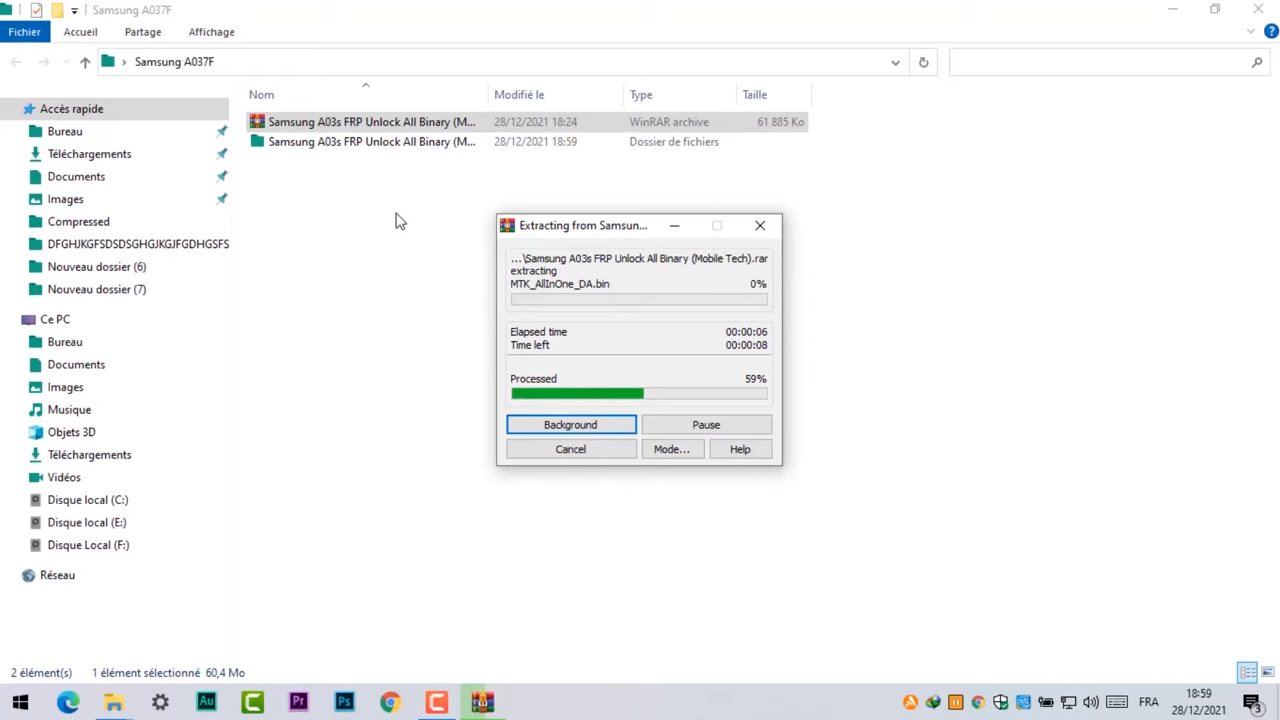 Samsung A037F
Fichier Accueil Partage Affichage
Samsung A037F
Nom Modifié le Type Taille
Samsung A03s FRP Unlock All Binary (M... 28/12/2021 18:24 WinRAR archive 61 885 Ko
Samsung A03s FRP Unlock All Binary (M... 28/12/2021 18:59 Dossier de fichiers
Accès rapide
Bureau
Téléchargements
Documents
Images
Compressed
DFGHJKGFSDSDSGHGJKGJFGDHGSFS
Nouveau dossier (6)
Nouveau dossier (7)
Ce PC
Bureau
Documents
Images
Musique
Objets 3D
Téléchargements
Vidéos
Disque local (C:)
Disque local (E:)
Disque Local (F:)
Réseau
Extracting from Samsun...
...\Samsung A03s FRP Unlock All Binary (Mobile Tech).rar
extracting
MTK_AllInOne_DA.bin 0%
Elapsed time 00:00:06
Time left 00:00:08
Processed 59%
Background Pause
Cancel Mode... Help
2 élément(s) 1 élément sélectionné 60,4 Mo
Au Pr Ps FRA 18:59
28/12/2021 3